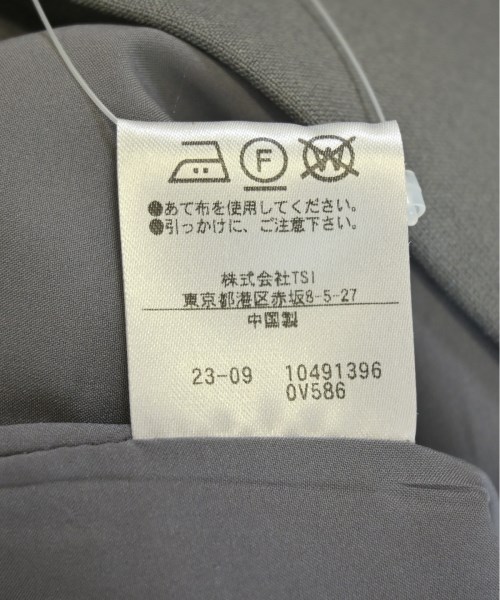 F W
●あて布を使用してください。
●引っかけに、ご注意下さい。
株式会社TSI
東京都港区赤坂8-5-27
中国製
23-09 10491396
0V586